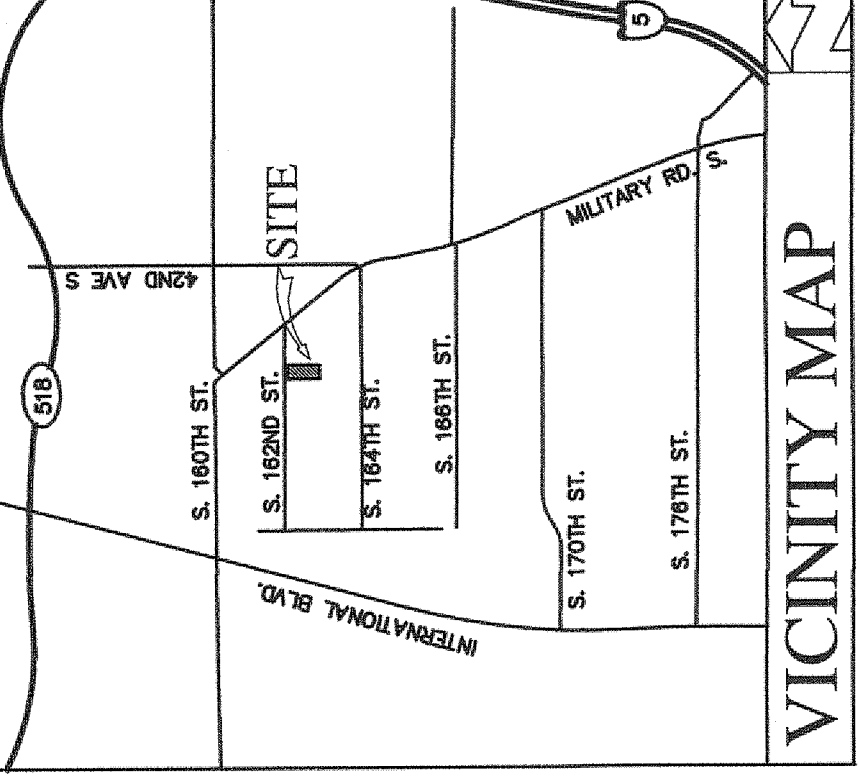 5
518
42ND AVE S
SITE
S. 160TH ST.
S. 162ND ST.
S. 164TH ST.
S. 166TH ST.
MILITARY RD. S.
S. 170TH ST.
S. 176TH ST.
INTERNATIONAL BLVD.
VICINITY MAP